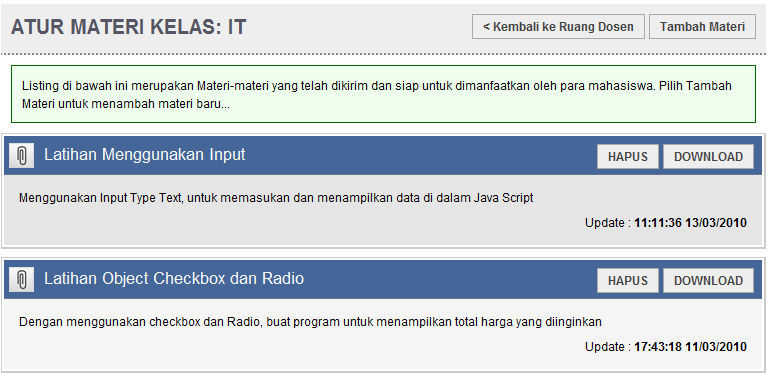 ATUR MATERI KELAS: IT
< Kembali ke Ruang Dosen
Tambah Materi
Listing di bawah ini merupakan Materi-materi yang telah dikirim dan siap untuk dimanfaatkan oleh para mahasiswa. Pilih Tambah
Materi untuk menambah materi baru...
Latihan Menggunakan Input
HAPUS
DOWNLOAD
Menggunakan Input Type Text, untuk memasukan dan menampilkan data di dalam Java Script
Update : 11:11:36 13/03/2010
Latihan Object Checkbox dan Radio
HAPUS
DOWNLOAD
Dengan menggunakan checkbox dan Radio, buat program untuk menampilkan total harga yang diinginkan
Update : 17:43:18 11/03/2010